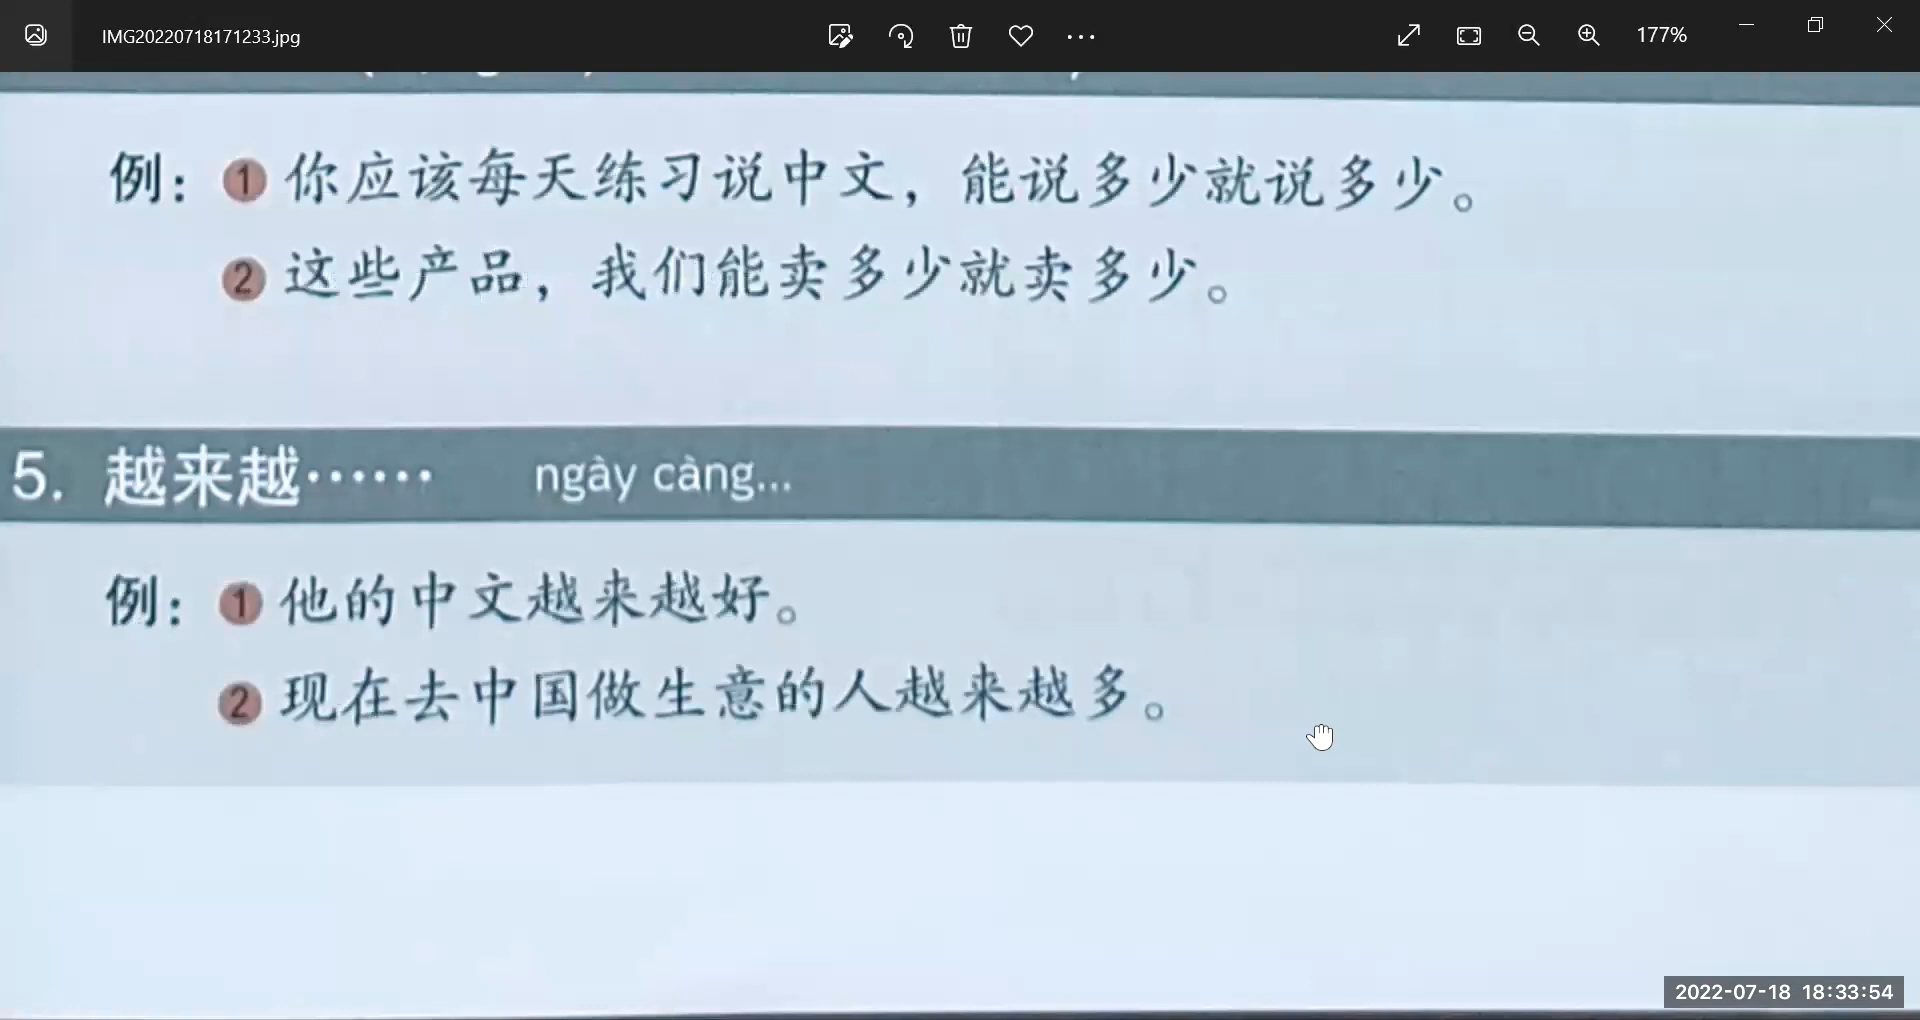 IMG20220718171233.jpg
177%
例：① 你应该每天练习说中文，能说多少就说多少。
② 这些产品，我们能卖多少就卖多少。
5. 越来越…… ngày càng...
例：① 他的中文越来越好。
② 现在去中国做生意的人越来越多。
2022-07-18 18:33:54